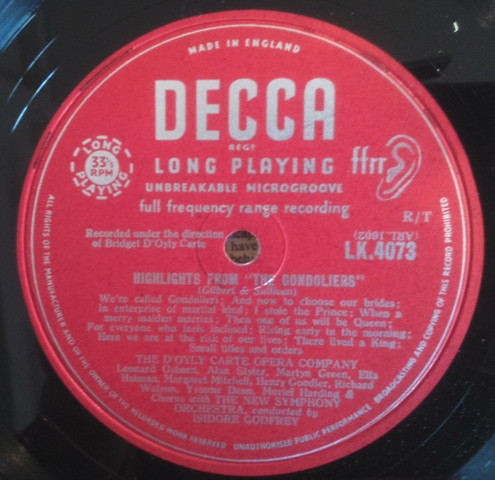 MADE IN ENGLAND
DECCA
REGD
LONG PLAYING
33⅓ RPM
LONG PLAYING
UNBREAKABLE MICROGROOVE
full frequency range recording
ffrr
R/T
Recorded under the direction
of Bridget D'Oyly Carte
have
(ARL.1602)
LK.4073
HIGHLIGHTS FROM "THE GONDOLIERS"
(Gilbert & Sullivan)
We're called Gondolieri; And now to choose our brides;
In enterprise of martial kind; I stole the Prince; When a
merry maiden marries; Then one of us will be Queen;
For everyone who feels inclined; Rising early in the morning;
Here we are at the risk of our lives; There lived a King;
Small titles and orders
THE D'OYLY CARTE OPERA COMPANY
Leonard Osborn, Alan Styler, Martyn Green, Ella
Halman, Margaret Mitchell, Henry Goodier, Richard
Watson, Yvonne Dean, Muriel Harding &
Chorus with THE NEW SYMPHONY
ORCHESTRA, conducted by
ISIDORE GODFREY
ALL RIGHTS OF THE MANUFACTURER AND OF THE OWNER OF THE RECORDED WORK RESERVED UNAUTHORISED PUBLIC PERFORMANCE, BROADCASTING AND COPYING OF THIS RECORD PROHIBITED